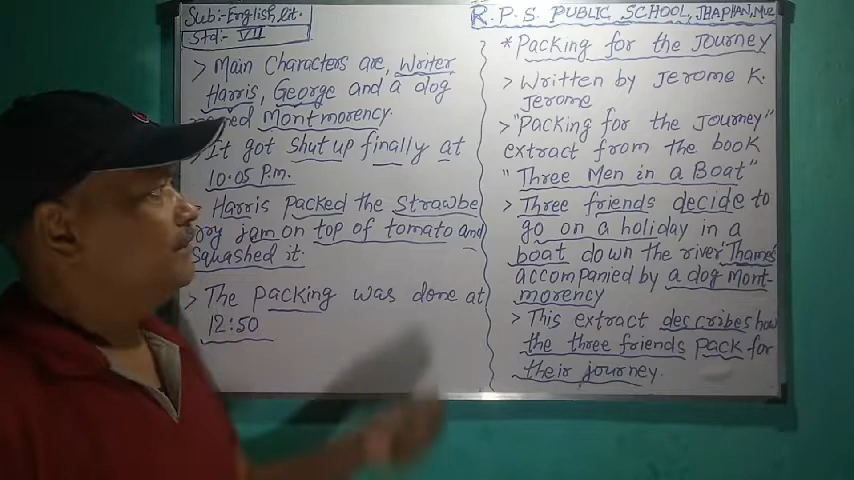 Sub:- English lit.
Std:- VII
> Main Characters are, Writer
Harris, George and a dog
Montmorency.
It got shut up finally at
10.05 P.m.
Harris packed the Strawbe
rry jam on top of tomato and
squashed it.
> The packing was done at
12:50
R.P.S. PUBLIC SCHOOL, JHAPHAN,
* Packing for the Journey
> Written by Jerome K.
Jerome
> "Packing for the Journey"
extract from the book
"Three Men in a Boat"
> Three friends decide to
go on a holiday in a
boat down the river Thames
accompanied by a dog Mont-
morency
> This extract describes how
the three friends pack for
their journey.